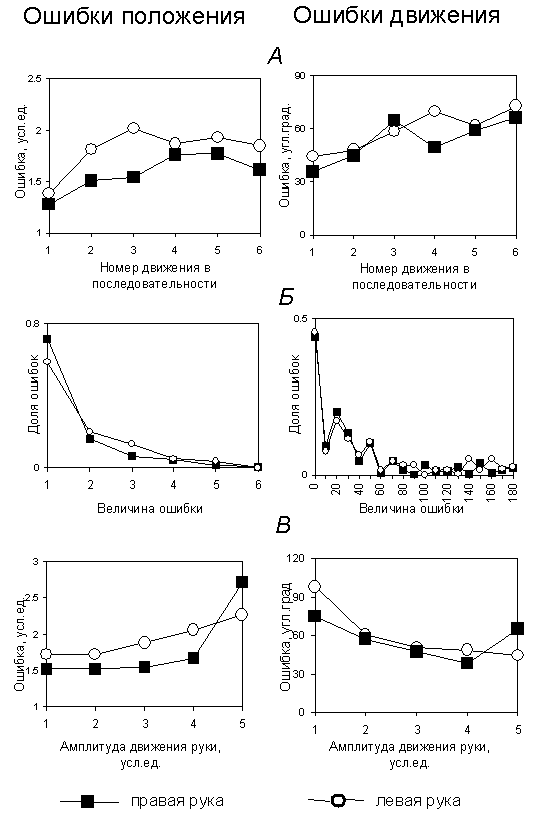 Ошибки положения
Ошибки движения
А
Ошибка, усл.ед.
2.5
2
1.5
1
1 2 3 4 5 6
Номер движения в
последовательности
Ошибка, угл.град.
90
60
30
0
1 2 3 4 5 6
Номер движения в
последовательности
Б
Доля ошибок
0.8
0
1 2 3 4 5 6
Величина ошибки
Доля ошибок
0.5
0
0 20 40 60 80 100 120 140 160 180
Величина ошибки
В
Ошибка, усл.ед.
3
2.5
2
1.5
1
1 2 3 4 5
Амплитуда движения руки,
усл.ед.
Ошибка, угл.град
120
90
60
30
0
1 2 3 4 5
Амплитуда движения руки,
усл.ед.
правая рука
левая рука